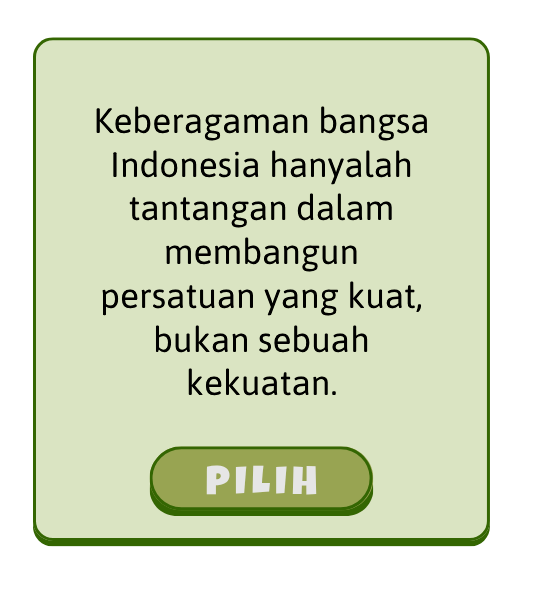 Keberagaman bangsa
Indonesia hanyalah
tantangan dalam
membangun
persatuan yang kuat,
bukan sebuah
kekuatan.
PILIH